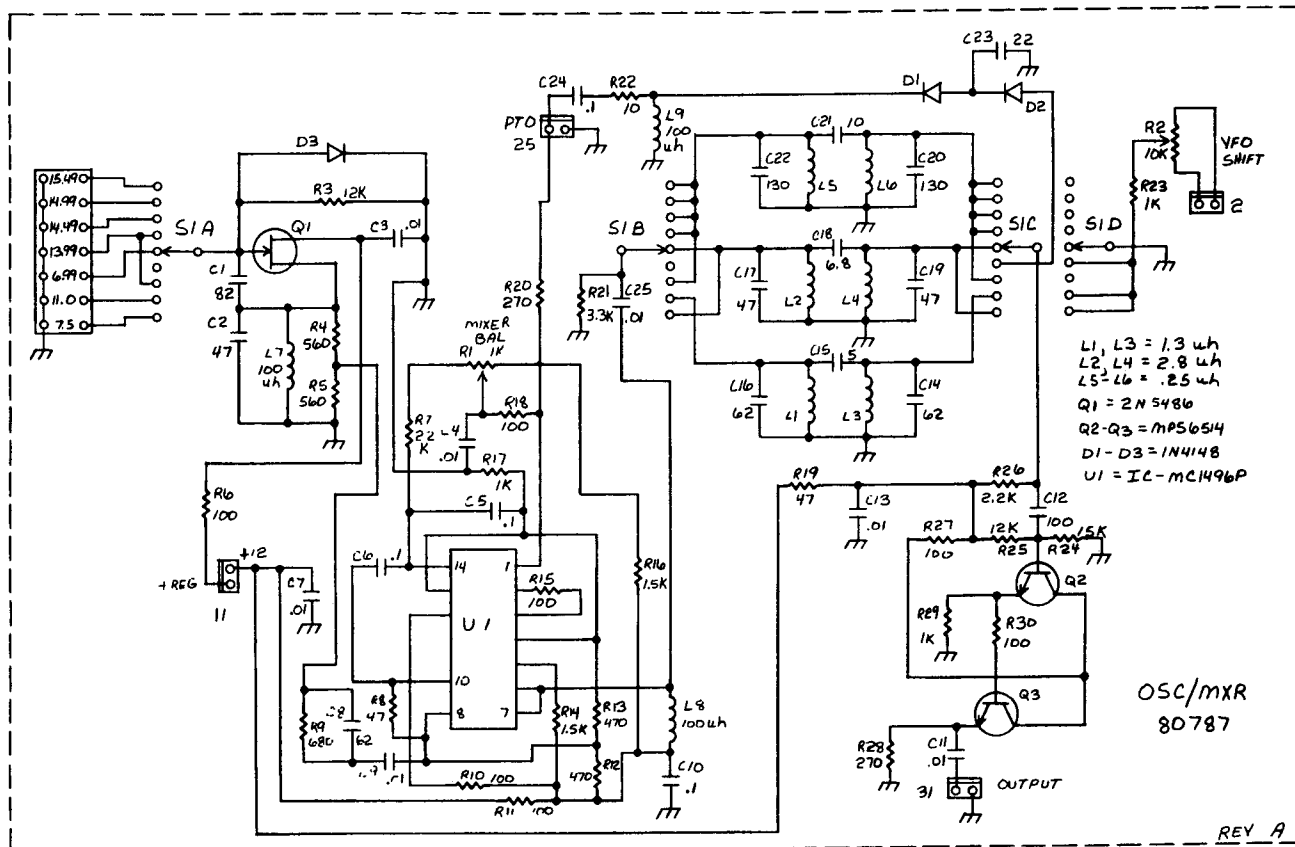 C23
22
D1
D2
C24
.1
R22
10
L9
100
uh
PTO
25
C21
10
C22
130
L5
L6
C20
130
R2
10K
VFO
SHIFT
R23
1K
2
D3
R3 12K
Q1
C3
.01
15.49
14.99
14.49
13.99
6.99
11.0
7.5
S1A
S1B
S1C
S1D
C1
82
C2
47
L7
100
uh
R4
560
R5
560
R20
270
R21
3.3K
C25
.01
C18
6.8
C17
47
L2
L4
C19
47
MIXER
BAL
R1 1K
R18
100
R7
2.2
K
.01
R17
1K
C5
.1
C15
5
L16
62
L1
L3
C14
62
L1, L3 = 1.3 uh
L2, L4 = 2.8 uh
L5-L6 = .25 uh
Q1 = 2N5486
Q2-Q3 = MPS6514
D1-D3 = 1N4148
U1 = IC-MC1496P
R6
100
+12
+REG
11
C7
.01
C6
.1
14
1
R15
100
U1
10
8
7
R16
1.5K
R19
47
C13
.01
R26
2.2K
C12
100
R27
100
12K
R25
15K
R24
Q2
R29
1K
R30
100
Q3
R28
270
C11
.01
31
OUTPUT
OSC/MXR
80787
R8
47
R9
680
C8
62
R14
1.5K
R13
470
R12
470
L8
100uh
C10
.1
R10 100
R11 100
REV A